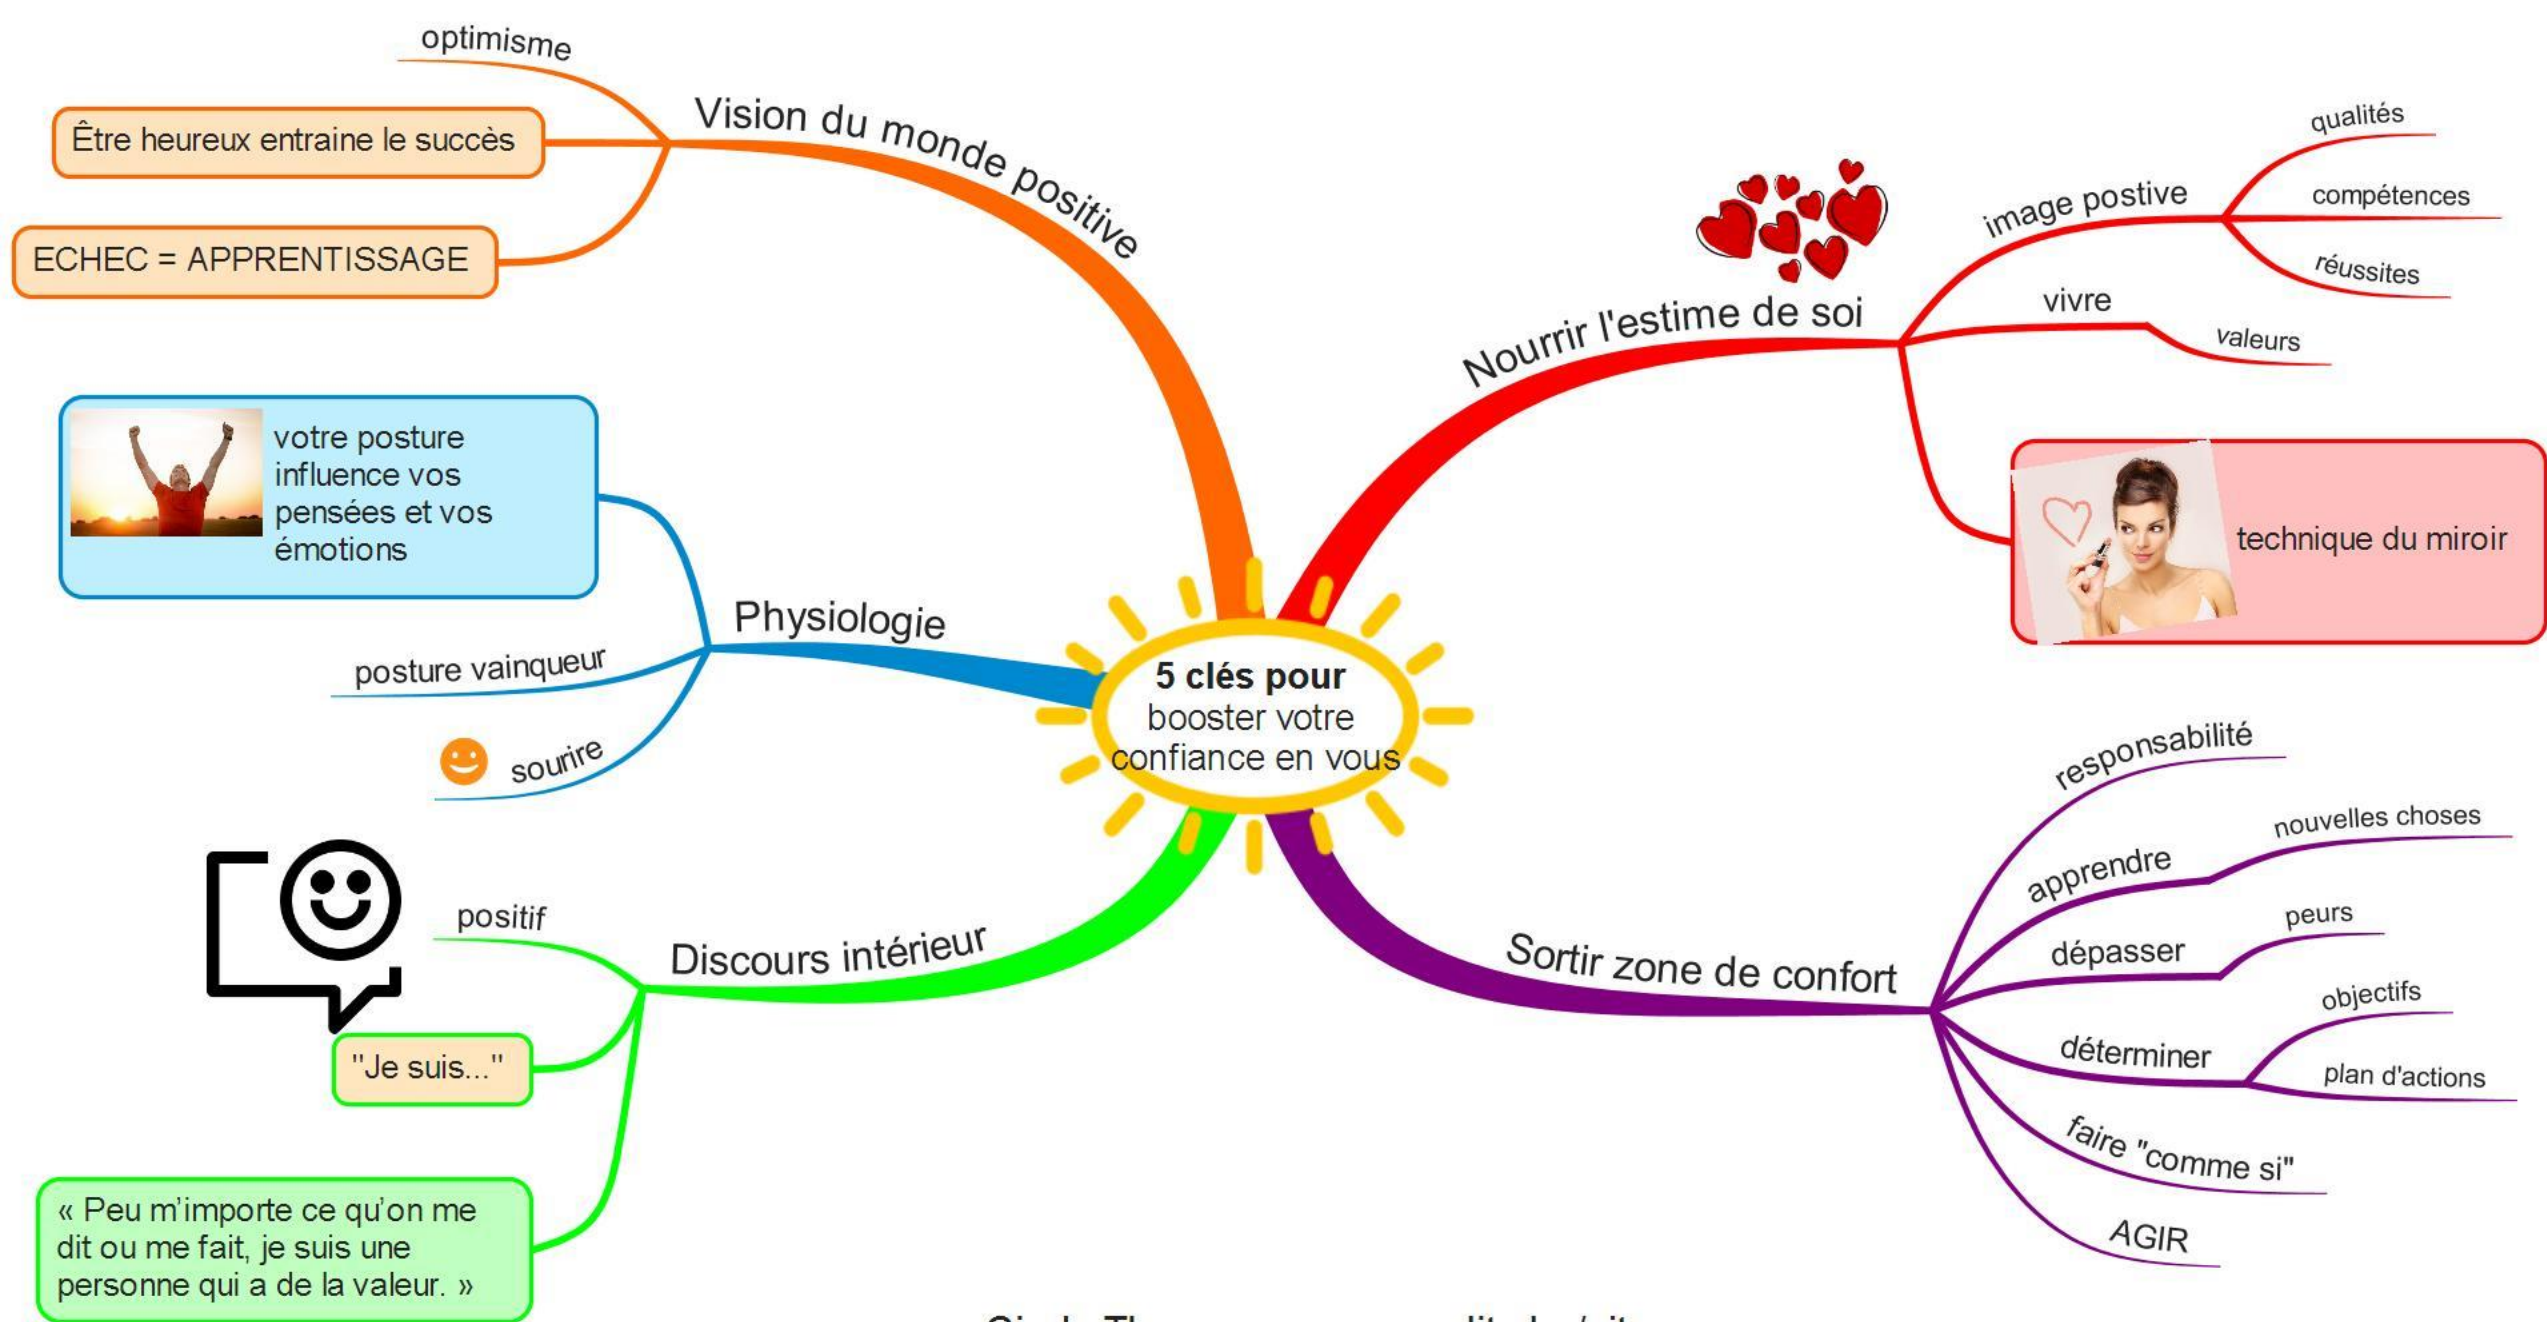 5 clés pour
booster votre
confiance en vous
Nourrir l'estime de soi
image postive
qualités
compétences
réussites
vivre
valeurs
technique du miroir
Sortir zone de confort
responsabilité
apprendre
nouvelles choses
dépasser
peurs
déterminer
objectifs
plan d'actions
faire "comme si"
AGIR
Discours intérieur
positif
"Je suis..."
« Peu m'importe ce qu'on me
dit ou me fait, je suis une
personne qui a de la valeur. »
Physiologie
votre posture
influence vos
pensées et vos
émotions
posture vainqueur
sourire
Vision du monde positive
optimisme
Être heureux entraine le succès
ECHEC = APPRENTISSAGE